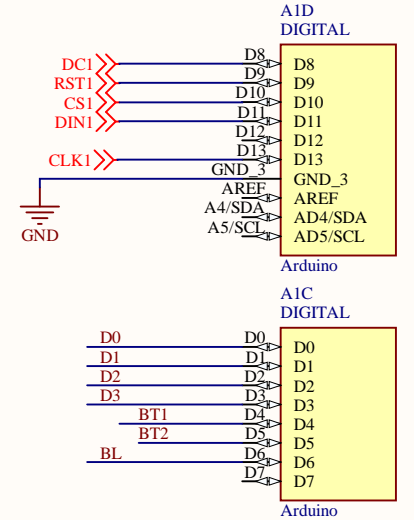 A1D
DIGITAL
DC1 D8 D8
RST1 D9 D9
CS1 D10 D10
DIN1 D11 D11
D12 D12
CLK1 D13 D13
GND_3 GND_3
AREF AREF
A4/SDA AD4/SDA
A5/SCL AD5/SCL
GND
Arduino
A1C
DIGITAL
D0 D0 D0
D1 D1 D1
D2 D2 D2
D3 D3 D3
BT1 D4 D4
BT2 D5 D5
BL D6 D6
D7 D7
Arduino